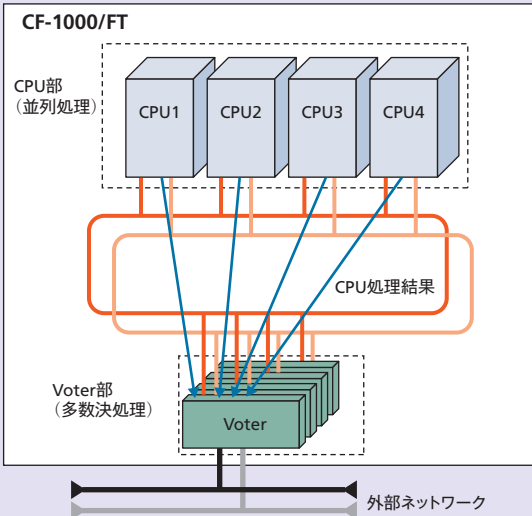 CF-1000/FT
CPU部
（並列処理）
CPU1
CPU2
CPU3
CPU4
CPU処理結果
Voter部
（多数決処理）
Voter
外部ネットワーク